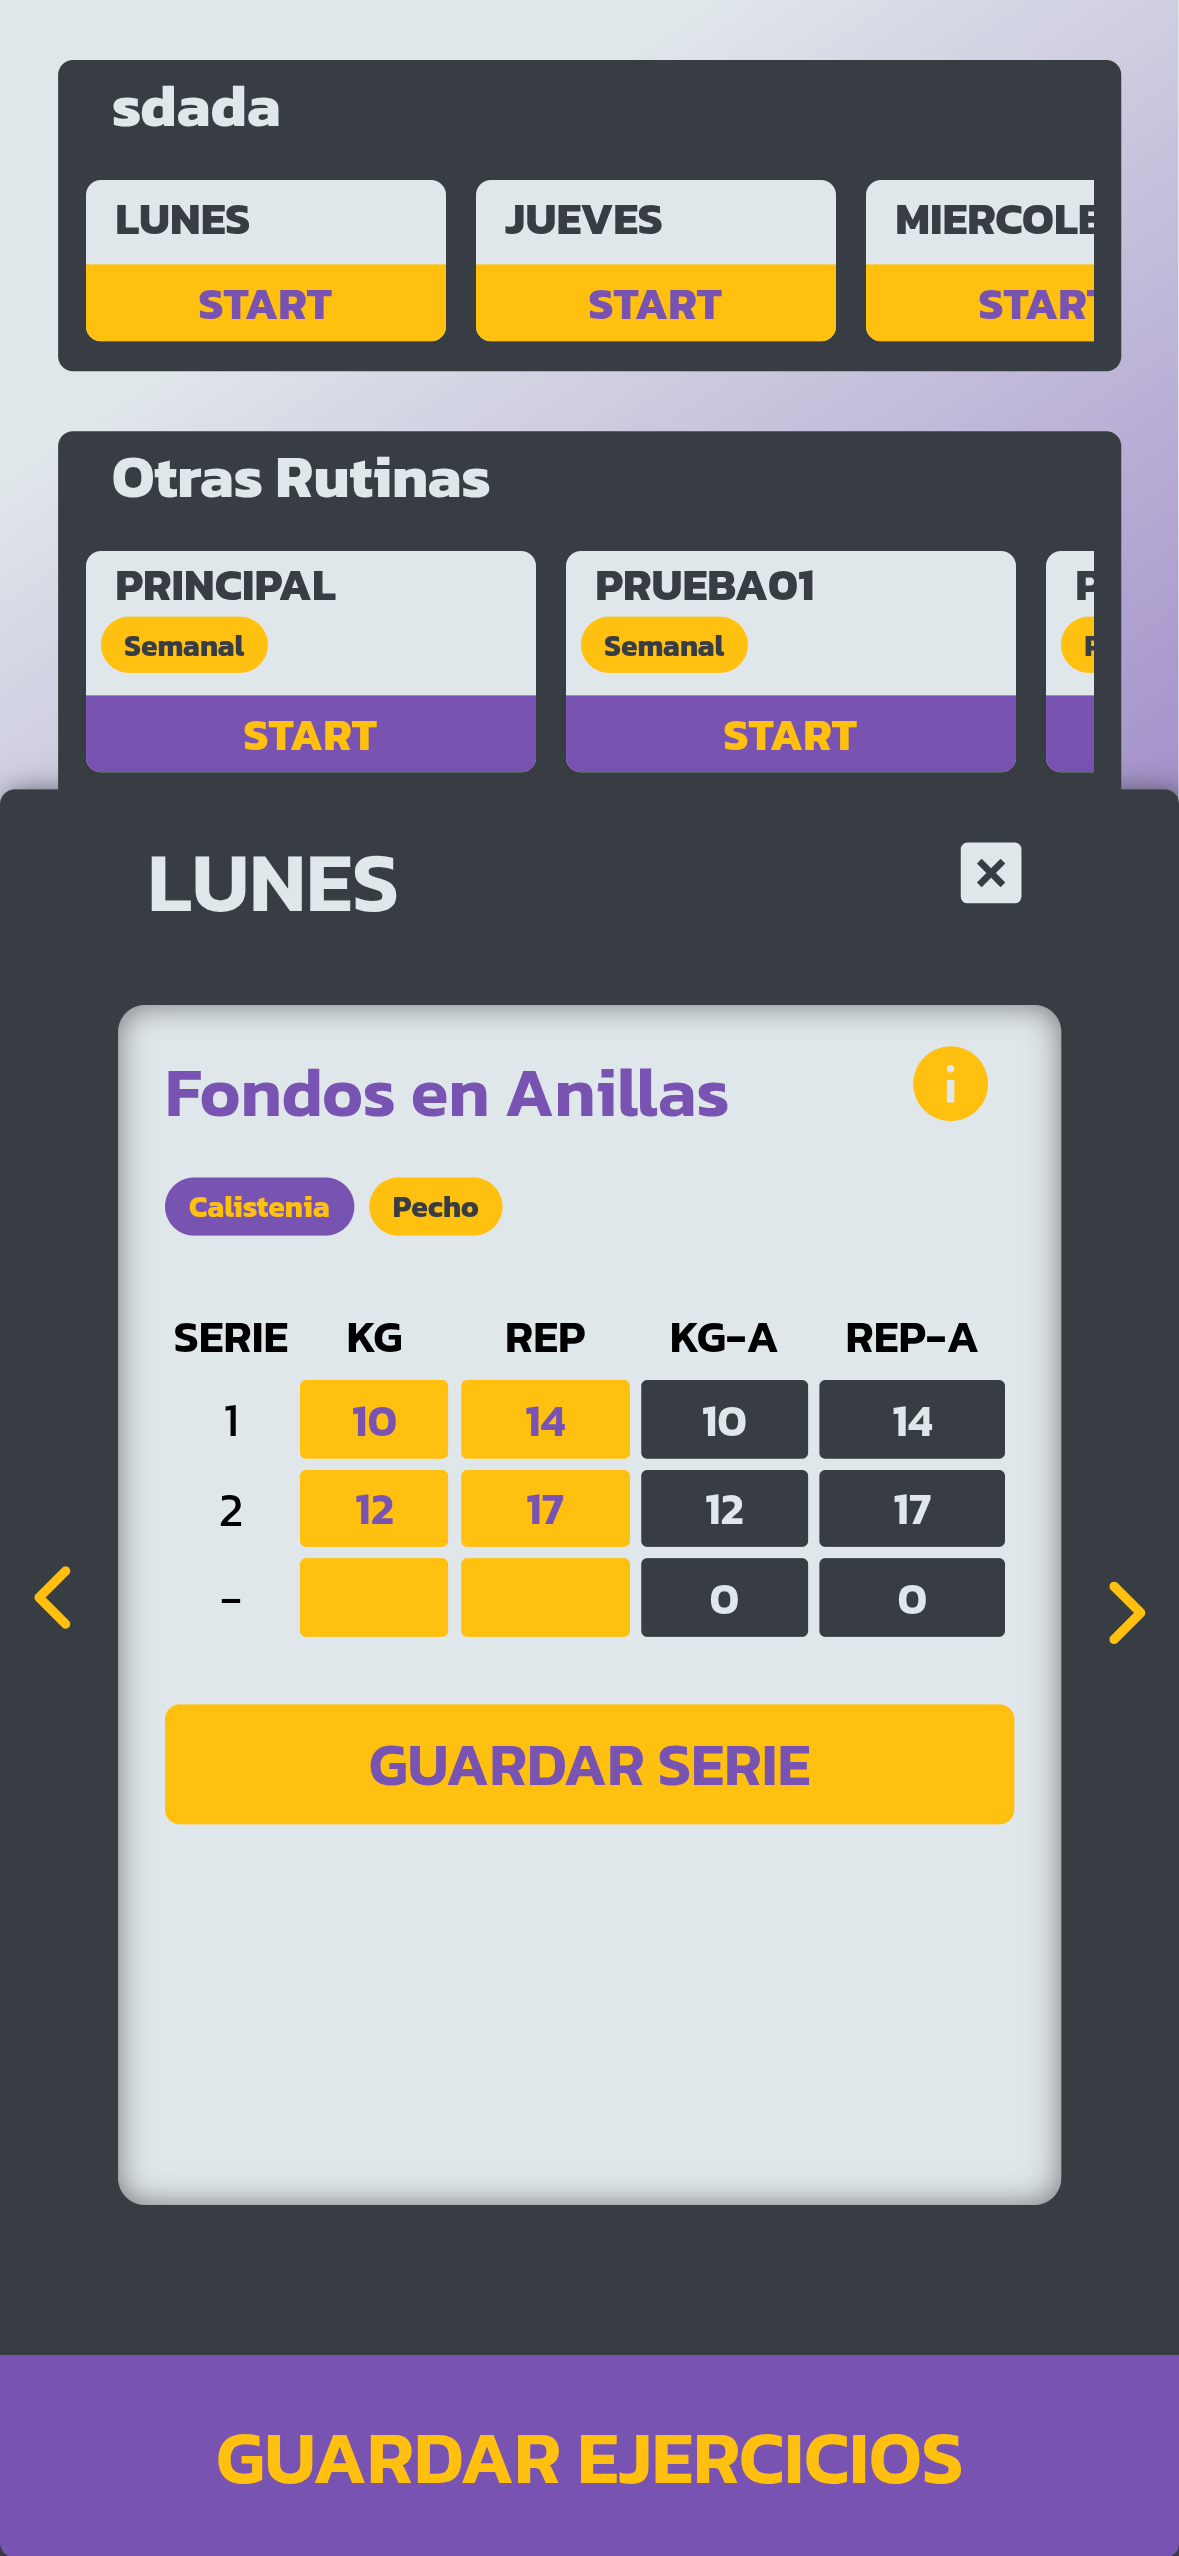 sdada
LUNES JUEVES MIERCOLE
START START START
Otras Rutinas
PRINCIPAL PRUEBA01 P
Semanal Semanal
START START
LUNES
Fondos en Anillas
Calistenia Pecho
SERIE KG REP KG-A REP-A
1 10 14 10 14
2 12 17 12 17
- 0 0
GUARDAR SERIE
GUARDAR EJERCICIOS